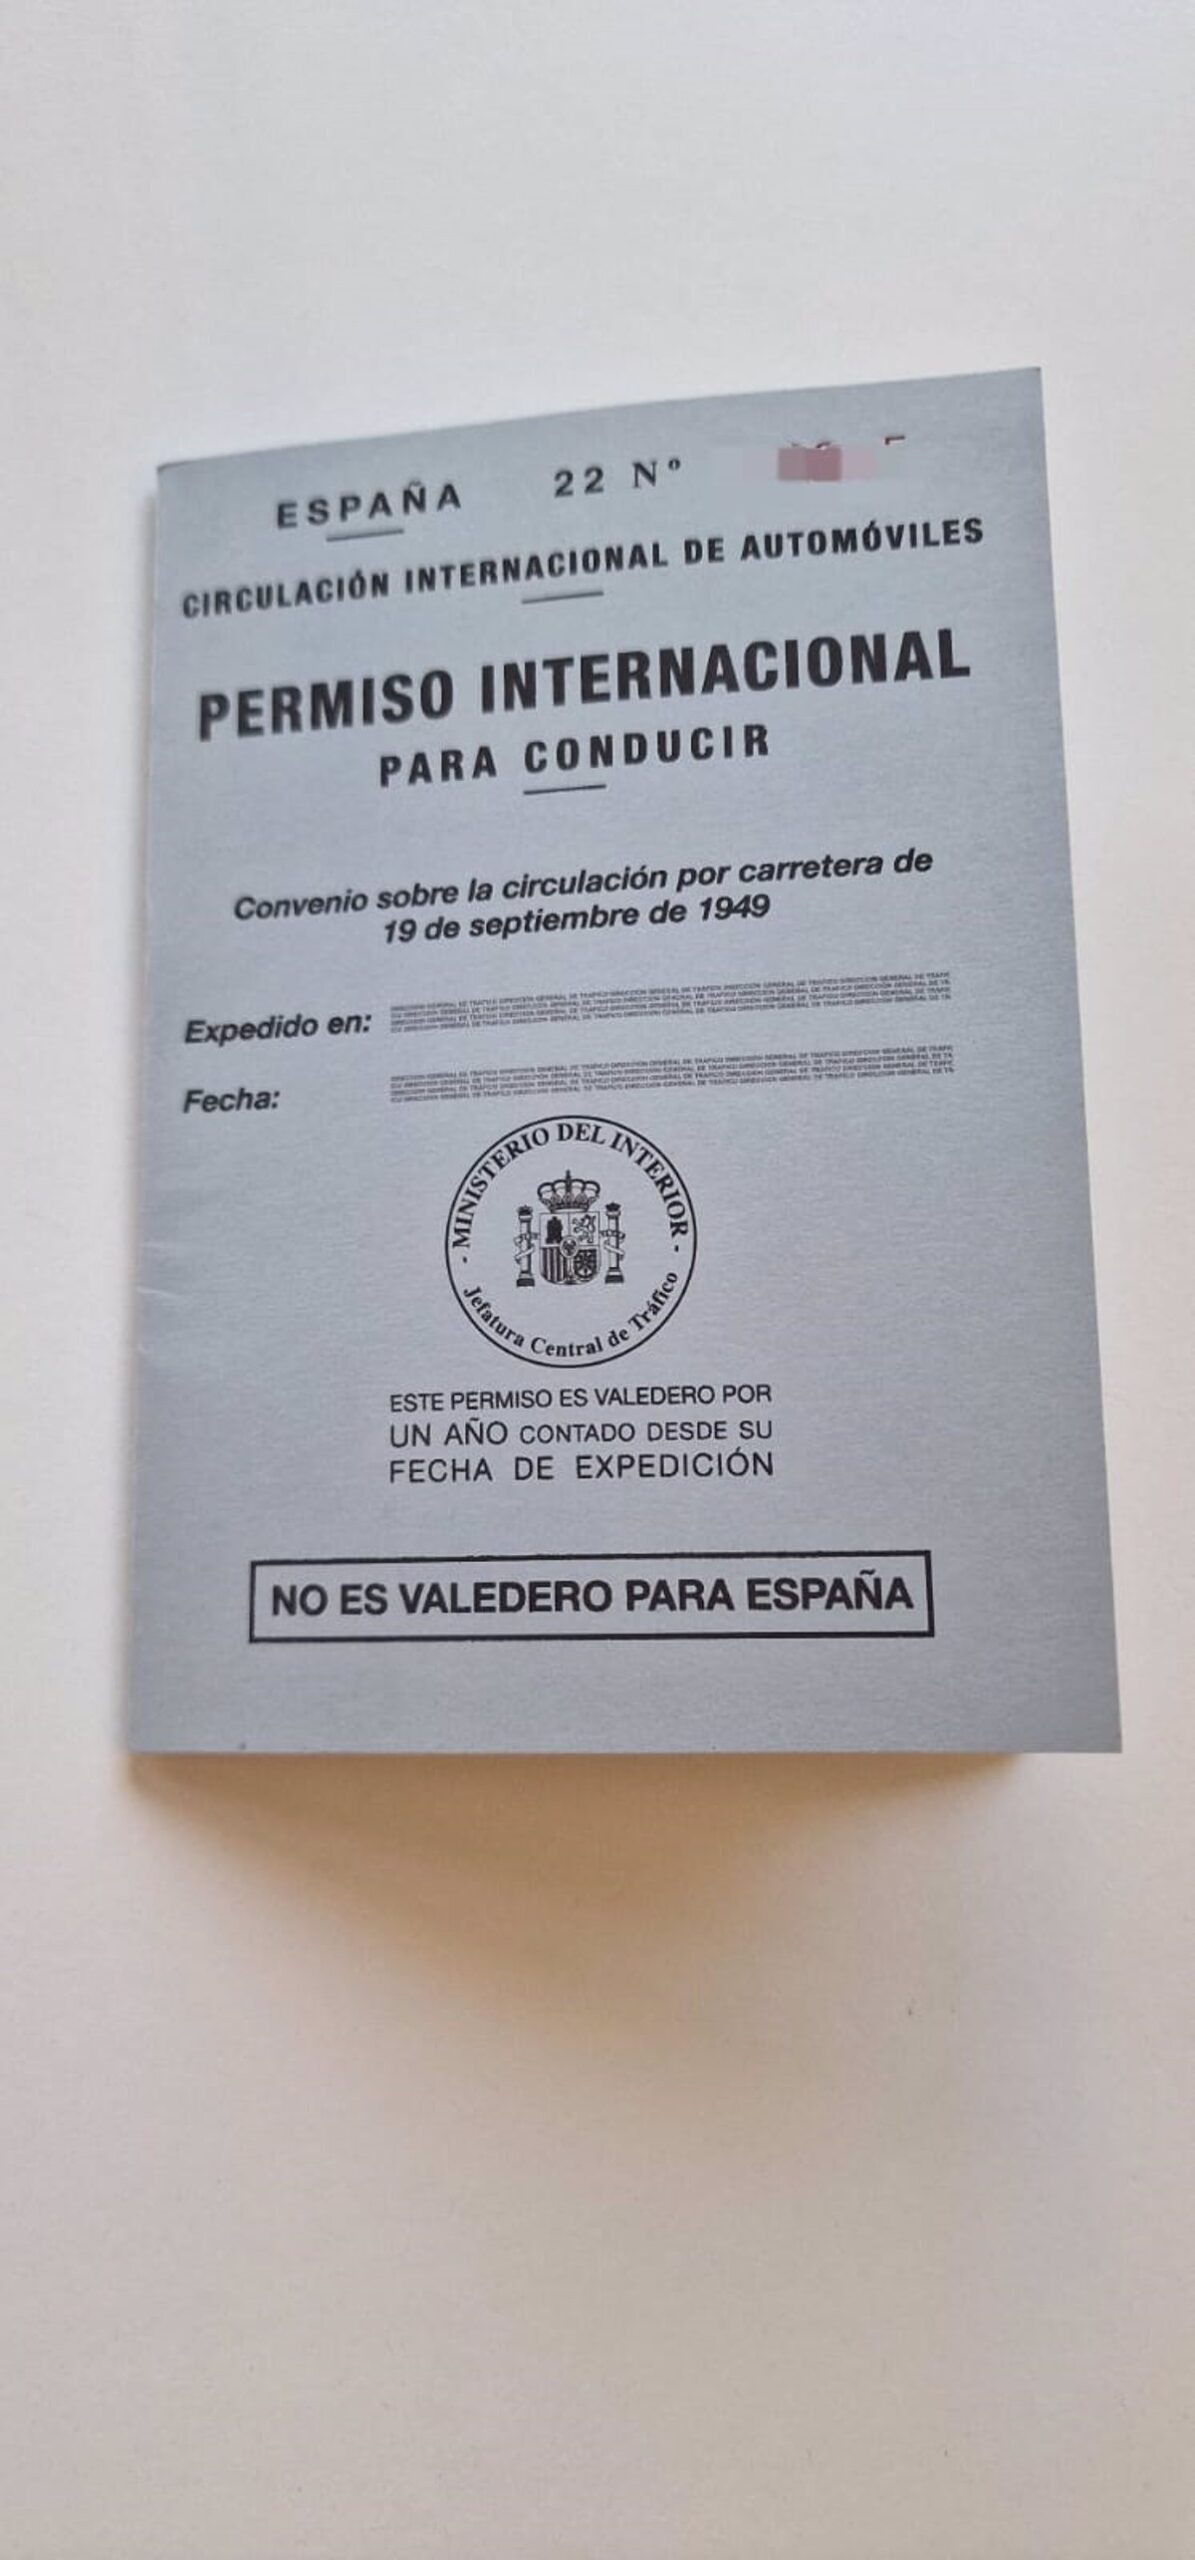 ESPAÑA 22 Nº
CIRCULACIÓN INTERNACIONAL DE AUTOMÓVILES
PERMISO INTERNACIONAL
PARA CONDUCIR
Convenio sobre la circulación por carretera de
19 de septiembre de 1949
Expedido en:
Fecha:
- MINISTERIO DEL INTERIOR -
Jefatura Central de Tráfico
ESTE PERMISO ES VALEDERO POR
UN AÑO CONTADO DESDE SU
FECHA DE EXPEDICIÓN
NO ES VALEDERO PARA ESPAÑA